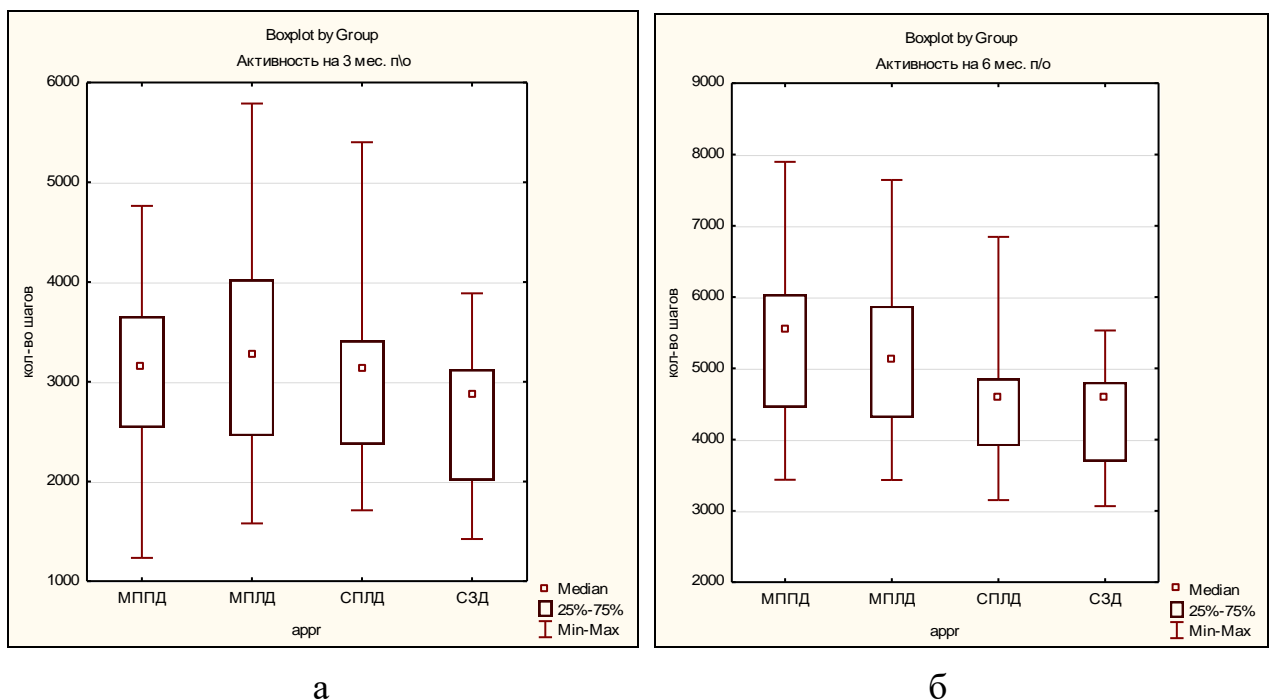 Boxplot by Group
Активность на 3 мес. п\о
6000
5000
4000
3000
2000
1000
кол-во шагов
МППД МПЛД СПЛД СЗД
appr
Median
25%-75%
Min-Max
а
Boxplot by Group
Активность на 6 мес. п/о
9000
8000
7000
6000
5000
4000
3000
2000
кол-во шагов
МППД МПЛД СПЛД СЗД
appr
Median
25%-75%
Min-Max
б